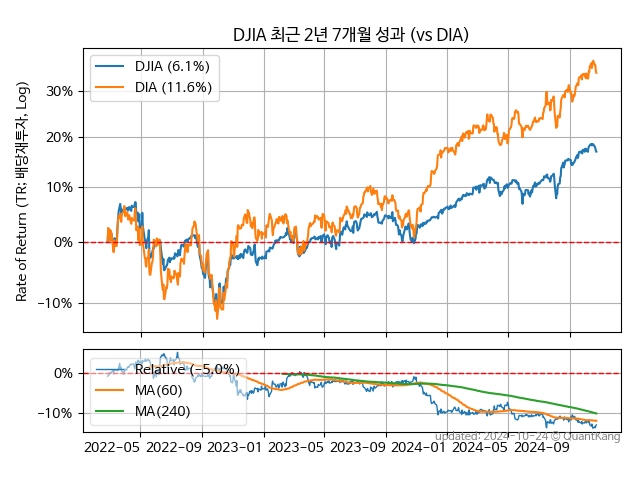 DJIA 최근 2년 7개월 성과 (vs DIA)
Rate of Return (TR: 배당재투자, Log)
DJIA (6.1%)
DIA (11.6%)
30%
20%
10%
0%
−10%
Relative (−5.0%)
MA(60)
MA(240)
0%
−10%
2022−05 2022−09 2023−01 2023−05 2023−09 2024−01 2024−05 2024−09
updated: 2024-10-24 © QuantKang